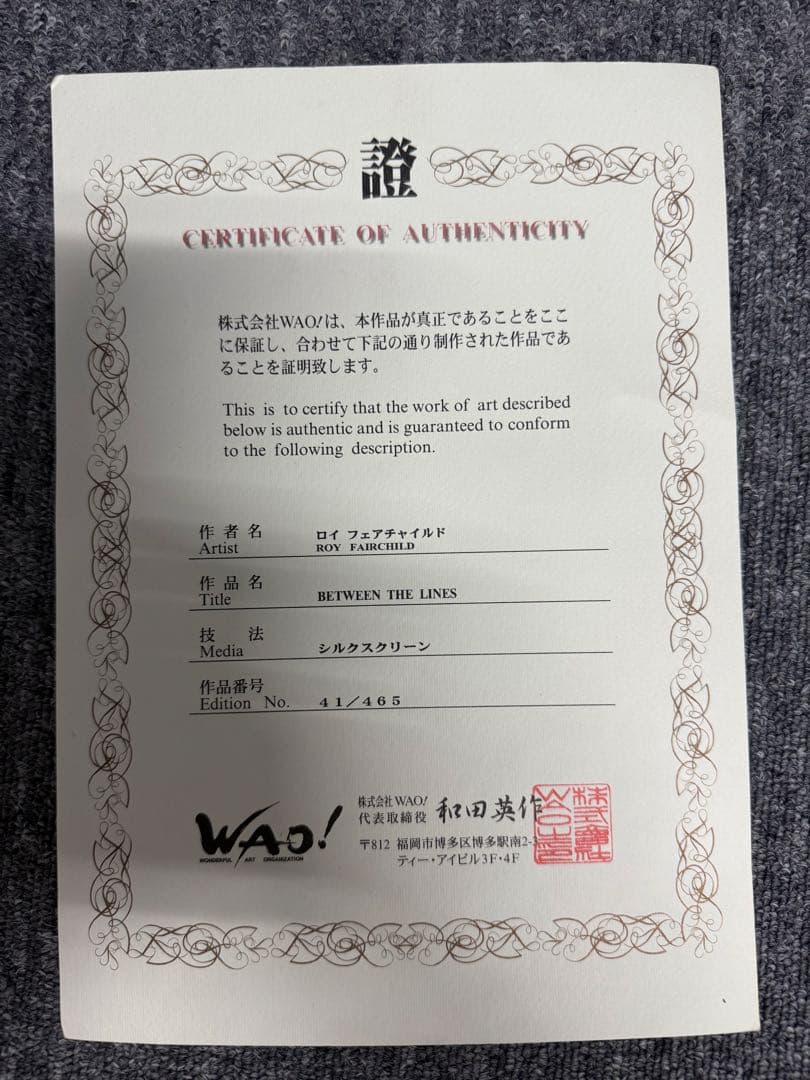 證
CERTIFICATE OF AUTHENTICITY
株式会社WAO!は、本作品が真正であることをここ
に保証し、合わせて下記の通り制作された作品であ
ることを証明致します。
This is to certify that the work of art described
below is authentic and is guaranteed to conform
to the following description.
作者名 ロイ フェアチャイルド
Artist ROY FAIRCHILD
作品名
Title BETWEEN THE LINES
技法
Media シルクスクリーン
作品番号
Edition No. 41/465
WAO!
WONDERFUL ART ORGANIZATION
株式会社WAO!
代表取締役 和田英作
〒812 福岡市博多区博多駅南2-3
ティー・アイビル3F・4F